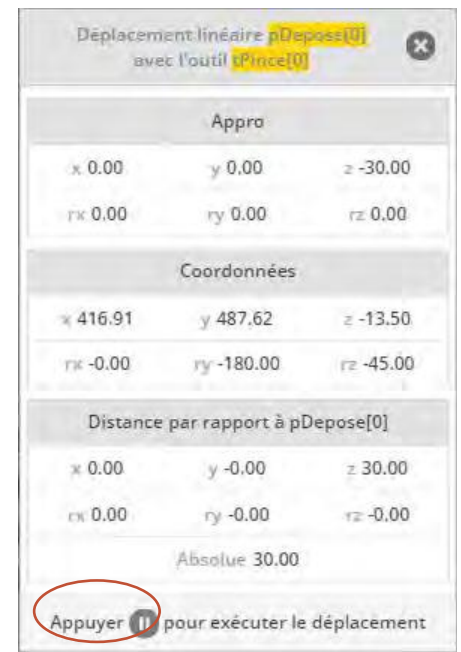 Déplacement linéaire pDepose[0]
avec l'outil tPince[0]
Appro
x 0.00 y 0.00 z -30.00
rx 0.00 ry 0.00 rz 0.00
Coordonnées
x 416.91 y 487.62 z -13.50
rx -0.00 ry -180.00 rz -45.00
Distance par rapport à pDepose[0]
x 0.00 y -0.00 z 30.00
rx 0.00 ry -0.00 rz -0.00
Absolue 30.00
Appuyer pour exécuter le déplacement